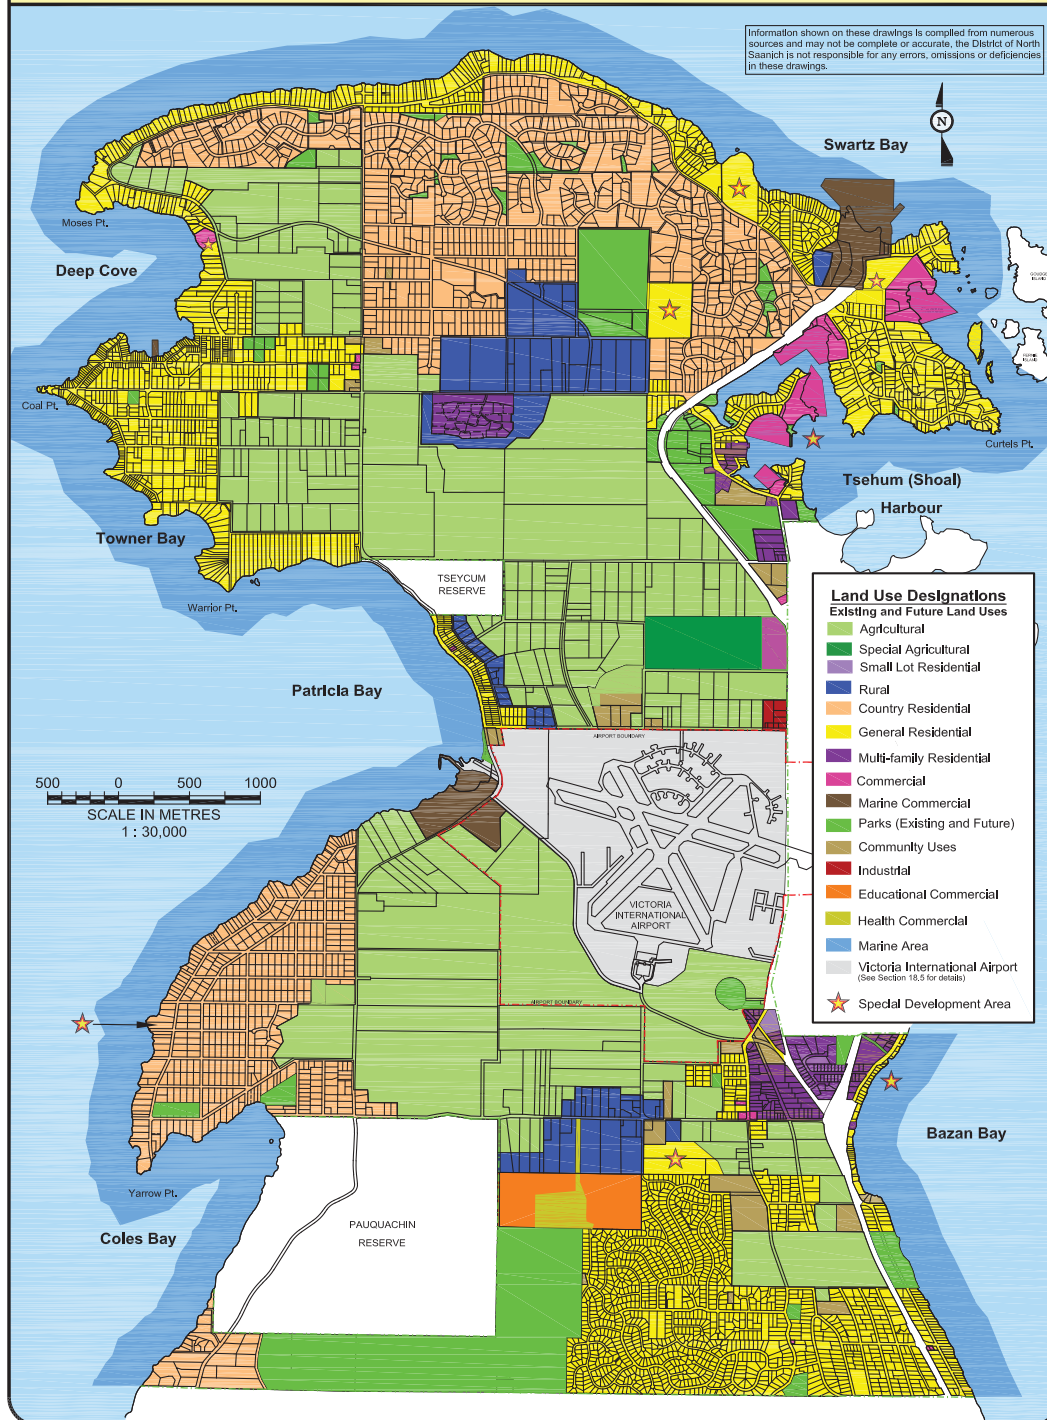 Information shown on these drawings is compiled from numerous
sources and may not be complete or accurate, the District of North
Saanich is not responsible for any errors, omissions or deficiencies
in these drawings.
N
Swartz Bay
Moses Pt.
Deep Cove
GOUDGE
ISLAND
FERNIE
ISLAND
Coal Pt.
Curteis Pt.
Tsehum (Shoal)
Harbour
Towner Bay
TSEYCUM
RESERVE
Warrior Pt.
Patricia Bay
AIRPORT BOUNDARY
500 0 500 1000
SCALE IN METRES
1 : 30,000
VICTORIA
INTERNATIONAL
AIRPORT
AIRPORT BOUNDARY
Land Use Designations
Existing and Future Land Uses
Agricultural
Special Agricultural
Small Lot Residential
Rural
Country Residential
General Residential
Multi-family Residential
Commercial
Marine Commercial
Parks (Existing and Future)
Community Uses
Industrial
Educational Commercial
Health Commercial
Marine Area
Victoria International Airport
(See Section 18.5 for details)
Special Development Area
Bazan Bay
Yarrow Pt.
Coles Bay
PAUQUACHIN
RESERVE